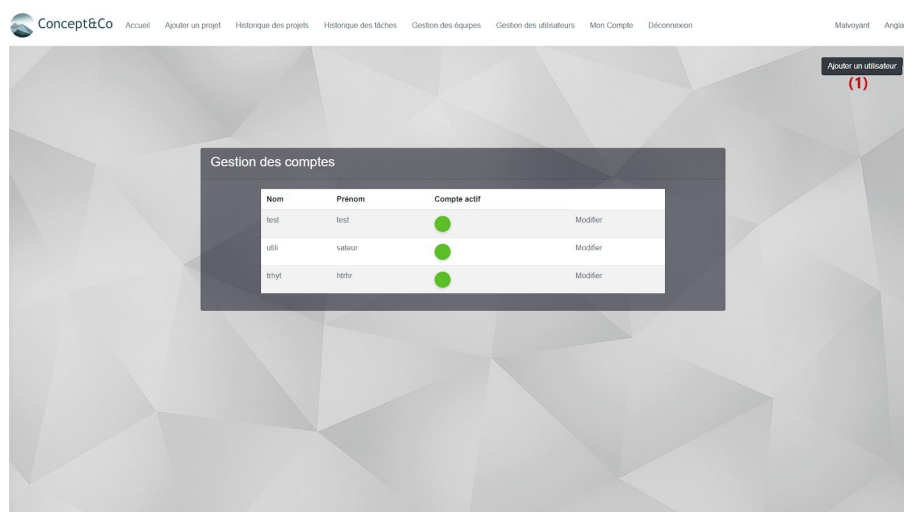 Concept&Co Accueil Ajouter un projet Historique des projets Historique des tâches Gestion des équipes Gestion des utilisateurs Mon Compte Déconnexion Malvoyant Angla
Ajouter un utilisateur
(1)
Gestion des comptes
Nom Prénom Compte actif
test test Modifier
utili sateur Modifier
trhyt htrhr Modifier